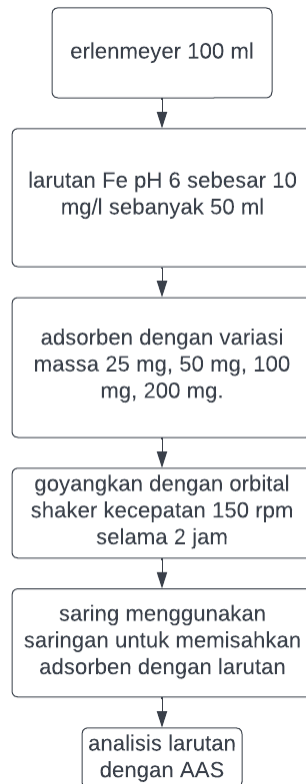 erlenmeyer 100 ml
larutan Fe pH 6 sebesar 10
mg/l sebanyak 50 ml
adsorben dengan variasi
massa 25 mg, 50 mg, 100
mg, 200 mg.
goyangkan dengan orbital
shaker kecepatan 150 rpm
selama 2 jam
saring menggunakan
saringan untuk memisahkan
adsorben dengan larutan
analisis larutan
dengan AAS